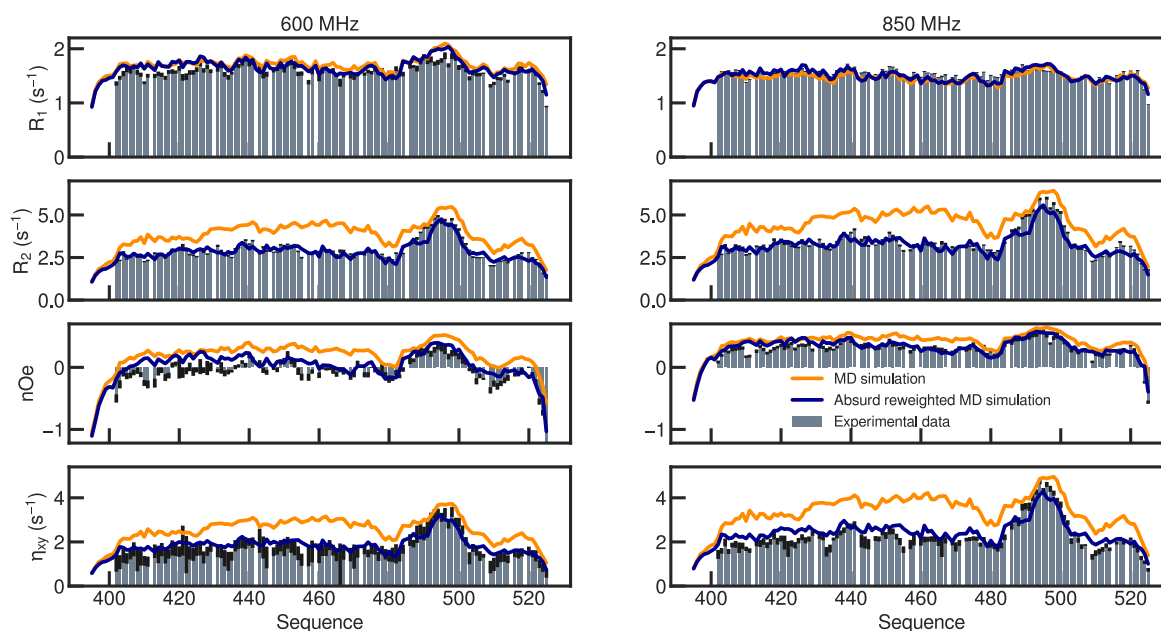 600 MHz
850 MHz
R1 (s−1)
2
1
0
2
1
0
R2 (s−1)
5.0
2.5
0.0
5.0
2.5
0.0
nOe
0
−1
0
−1
MD simulation
Absurd reweighted MD simulation
Experimental data
ηxy (s−1)
4
2
0
4
2
0
400 420 440 460 480 500 520
400 420 440 460 480 500 520
Sequence
Sequence